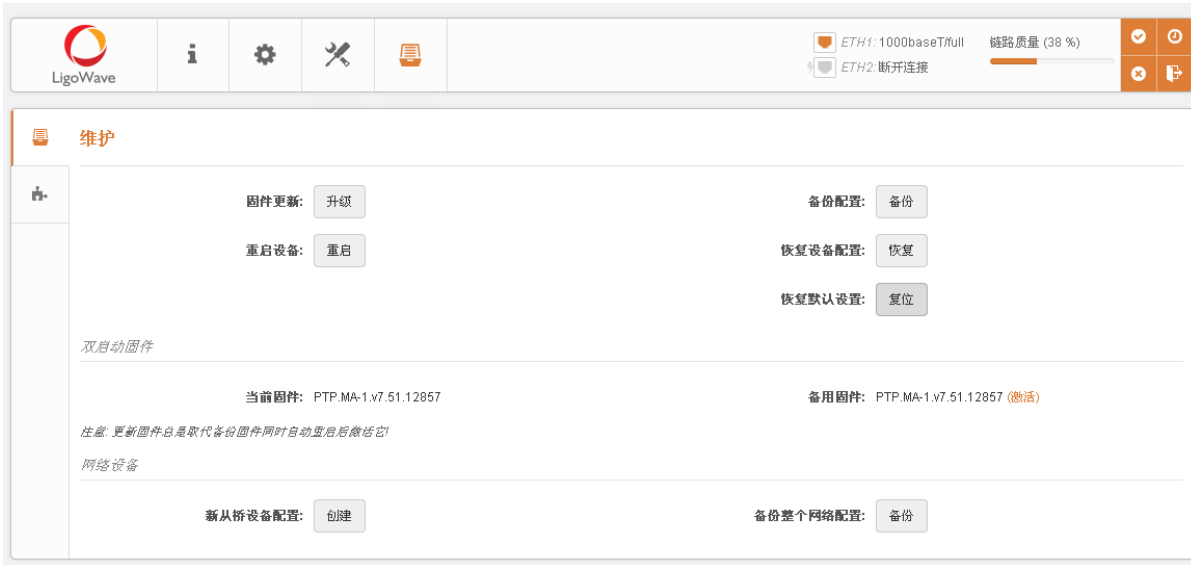 LigoWave
ETH1: 1000baseT/full
ETH2: 断开连接
链路质量 (38 %)
维护
固件更新: 升级
备份配置: 备份
重启设备: 重启
恢复设备配置: 恢复
恢复默认设置: 复位
双启动固件
当前固件: PTP.MA-1.v7.51.12857
备用固件: PTP.MA-1.v7.51.12857 (激活)
注意: 更新固件总是取代备份固件同时自动重启后激活它!
网络设备
新从桥设备配置: 创建
备份整个网络配置: 备份